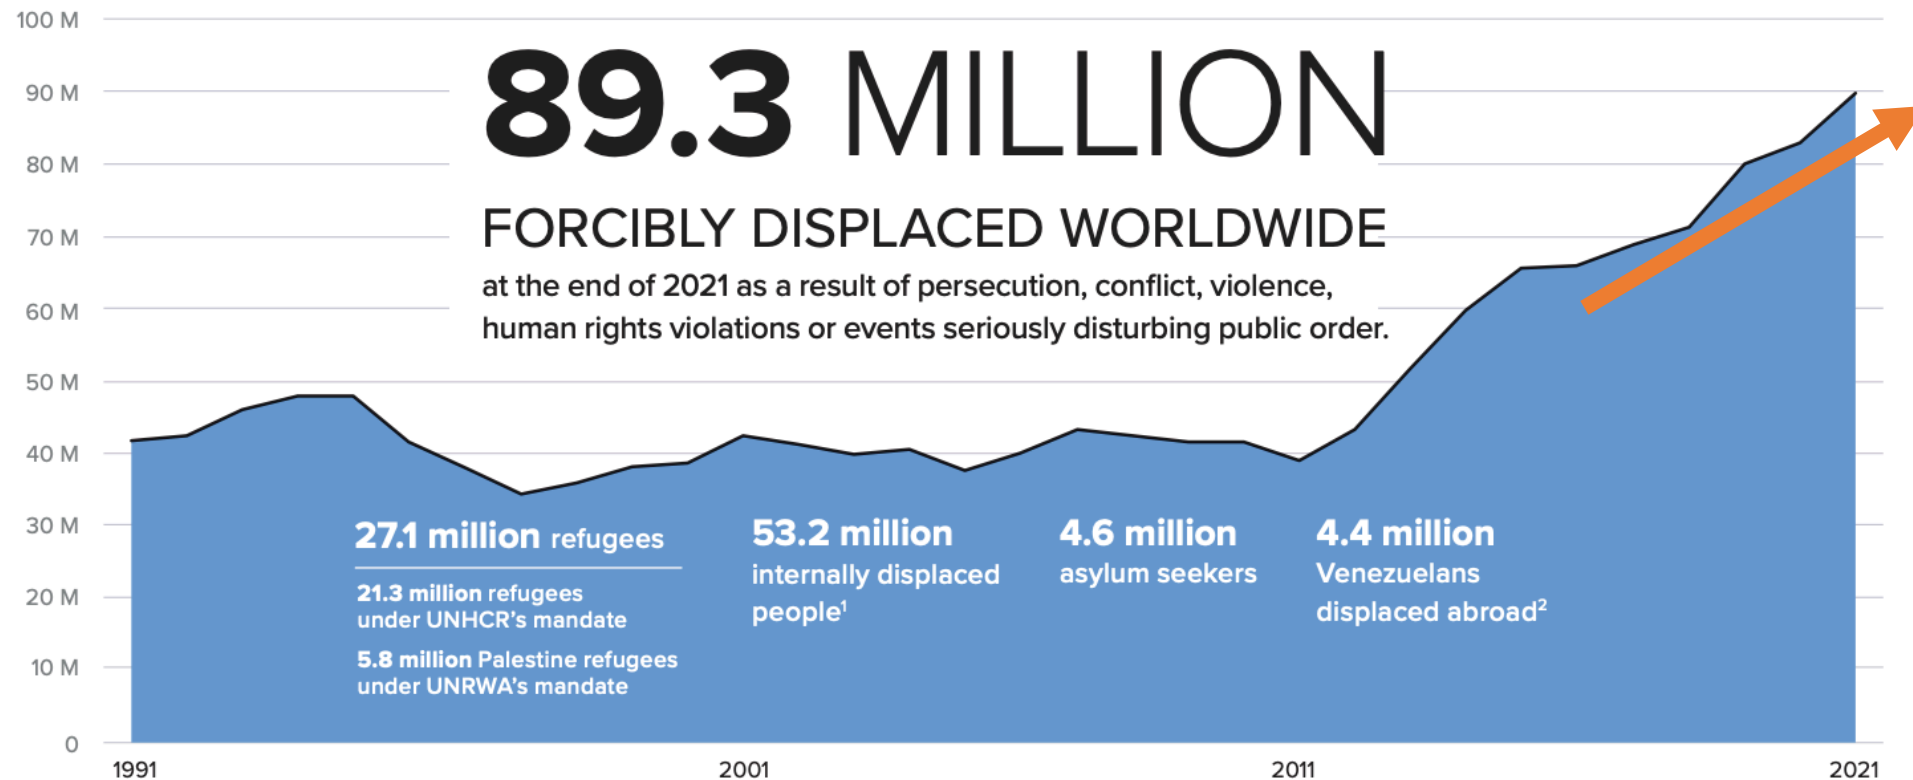 100 M
90 M
80 M
70 M
60 M
50 M
40 M
30 M
20 M
10 M
0
89.3 MILLION
FORCIBLY DISPLACED WORLDWIDE
at the end of 2021 as a result of persecution, conflict, violence,
human rights violations or events seriously disturbing public order.
27.1 million refugees
21.3 million refugees
under UNHCR's mandate
5.8 million Palestine refugees
under UNRWA's mandate
53.2 million
internally displaced
people¹
4.6 million
asylum seekers
4.4 million
Venezuelans
displaced abroad²
1991
2001
2011
2021